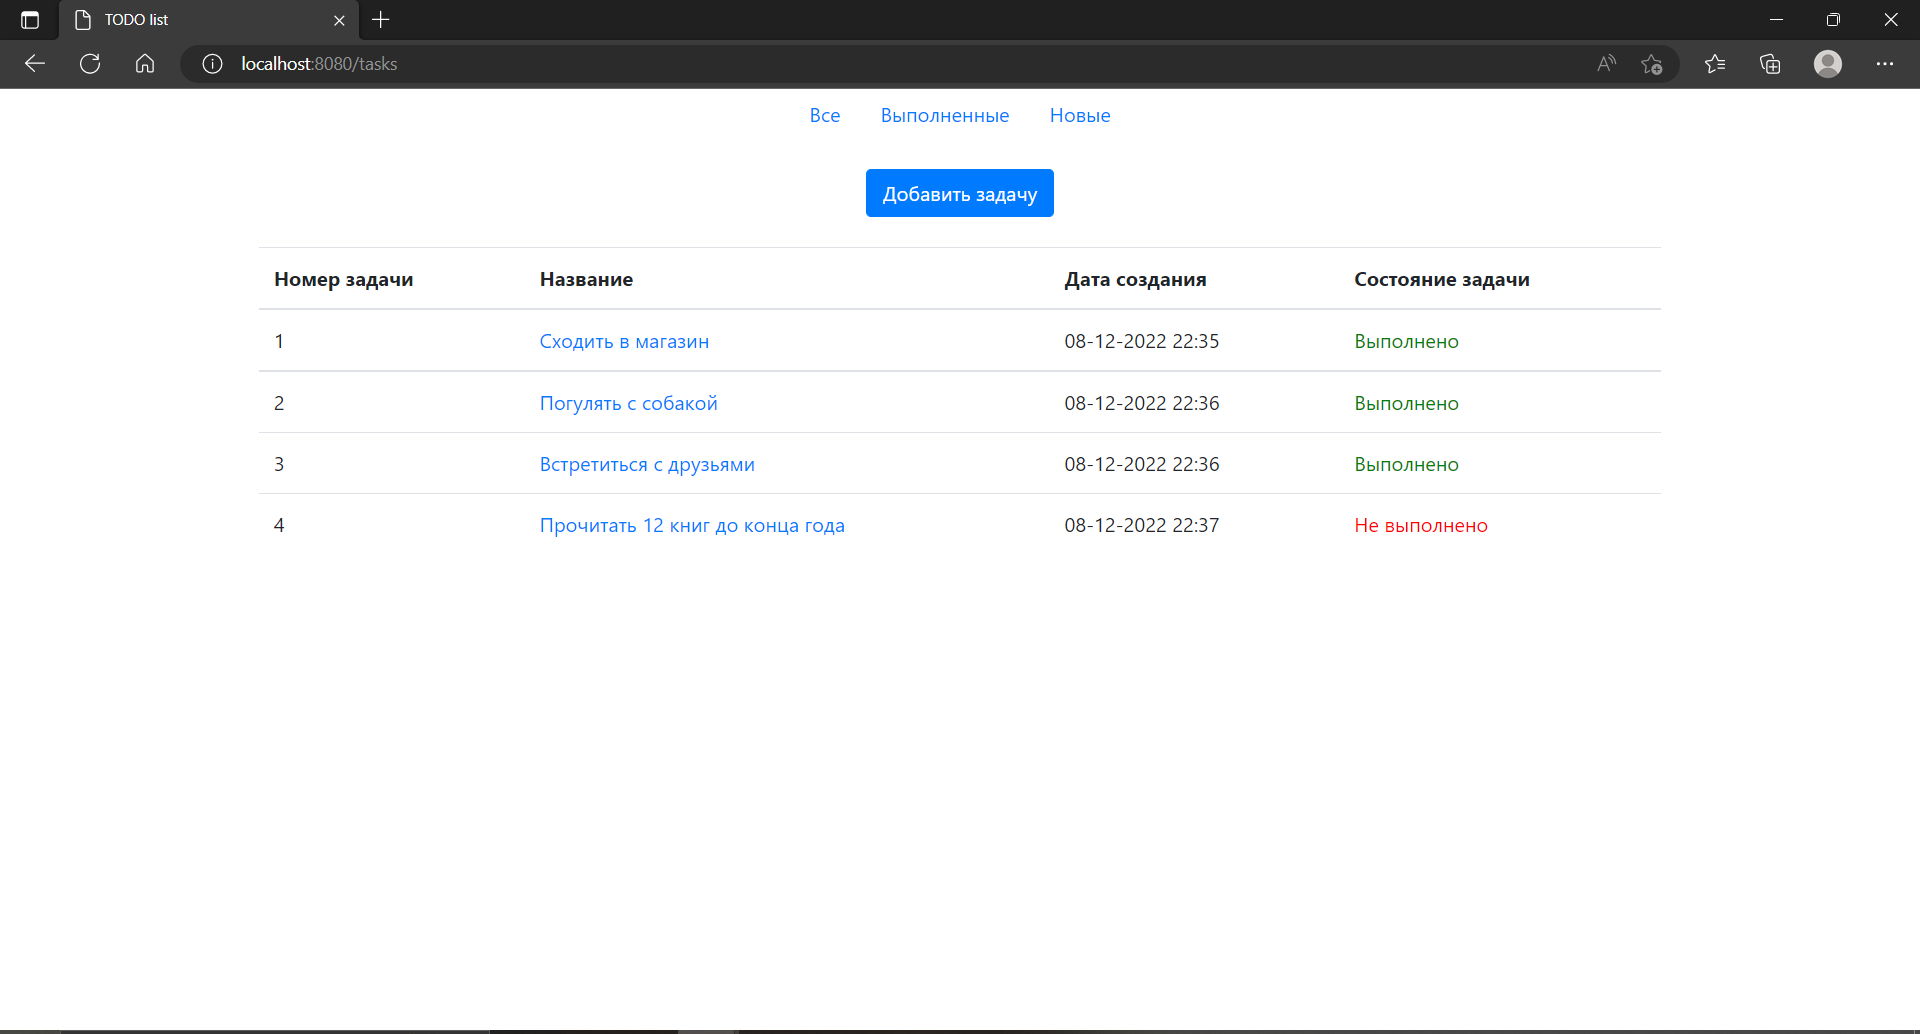 TODO list
localhost:8080/tasks
Все Выполненные Новые
Добавить задачу
Номер задачи Название Дата создания Состояние задачи
1 Сходить в магазин 08-12-2022 22:35 Выполнено
2 Погулять с собакой 08-12-2022 22:36 Выполнено
3 Встретиться с друзьями 08-12-2022 22:36 Выполнено
4 Прочитать 12 книг до конца года 08-12-2022 22:37 Не выполнено